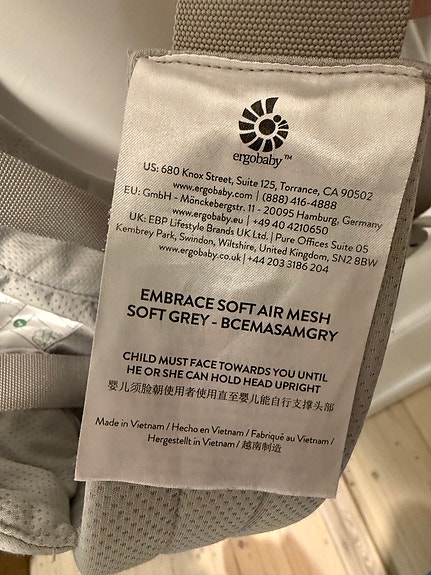 ergobaby™
US: 680 Knox Street, Suite 125, Torrance, CA 90502
www.ergobaby.com | (888) 416-4888
EU: GmbH - Mönckebergstr. 11 - 20095 Hamburg, Germany
www.ergobaby.eu | +49 40 4210650
UK: EBP Lifestyle Brands UK Ltd. | Pure Offices Suite 05
Kembrey Park, Swindon, Wiltshire, United Kingdom, SN2 8BW
www.ergobaby.co.uk | +44 203 3186 204
EMBRACE SOFT AIR MESH
SOFT GREY - BCEMASAMGRY
CHILD MUST FACE TOWARDS YOU UNTIL
HE OR SHE CAN HOLD HEAD UPRIGHT
婴儿须脸朝使用者使用直至婴儿能自行支撑头部
Made in Vietnam / Hecho en Vietnam / Fabriqué au Vietnam /
Hergestellt in Vietnam / 越南制造